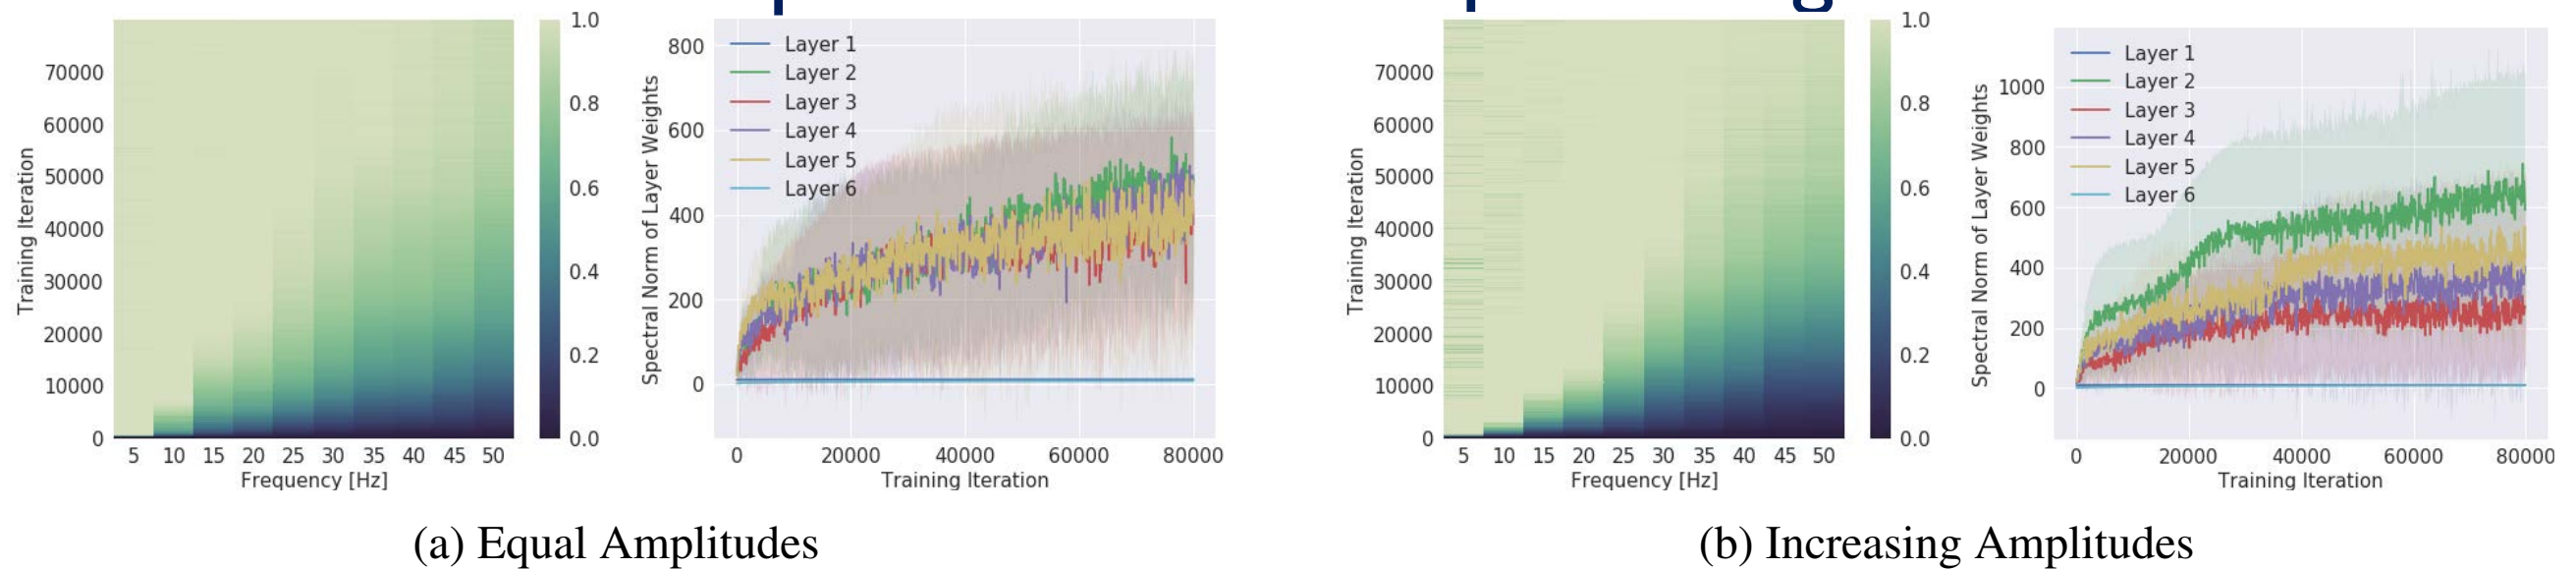 1.0
0.8
0.6
0.4
0.2
0.0
70000
60000
50000
40000
30000
20000
10000
0
Training Iteration
5 10 15 20 25 30 35 40 45 50
Frequency [Hz]
Spectral Norm of Layer Weights
800
600
400
200
0
Layer 1
Layer 2
Layer 3
Layer 4
Layer 5
Layer 6
0 20000 40000 60000 80000
Training Iteration
(a) Equal Amplitudes
70000
60000
50000
40000
30000
20000
10000
0
Training Iteration
5 10 15 20 25 30 35 40 45 50
Frequency [Hz]
1.0
0.8
0.6
0.4
0.2
0.0
Spectral Norm of Layer Weights
1000
800
600
400
200
0
Layer 1
Layer 2
Layer 3
Layer 4
Layer 5
Layer 6
0 20000 40000 60000 80000
Training Iteration
(b) Increasing Amplitudes